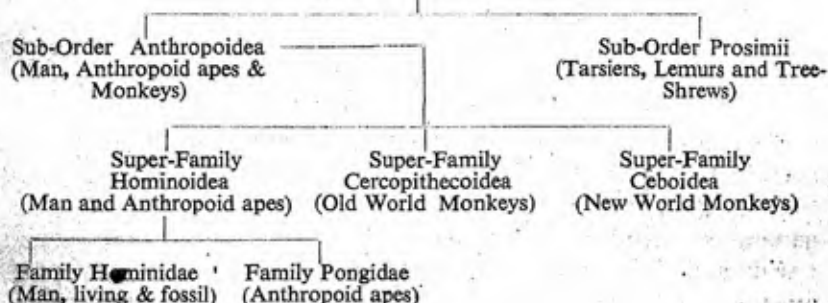 Sub-Order Anthropoidea
(Man, Anthropoid apes &
Monkeys)
Sub-Order Prosimii
(Tarsiers, Lemurs and Tree-
Shrews)
Super-Family
Hominoidea
(Man and Anthropoid apes)
Super-Family
Cercopithecoidea
(Old World Monkeys)
Super-Family
Ceboidea
(New World Monkeys)
Family Hominidae
(Man, living & fossil)
Family Pongidae
(Anthropoid apes)